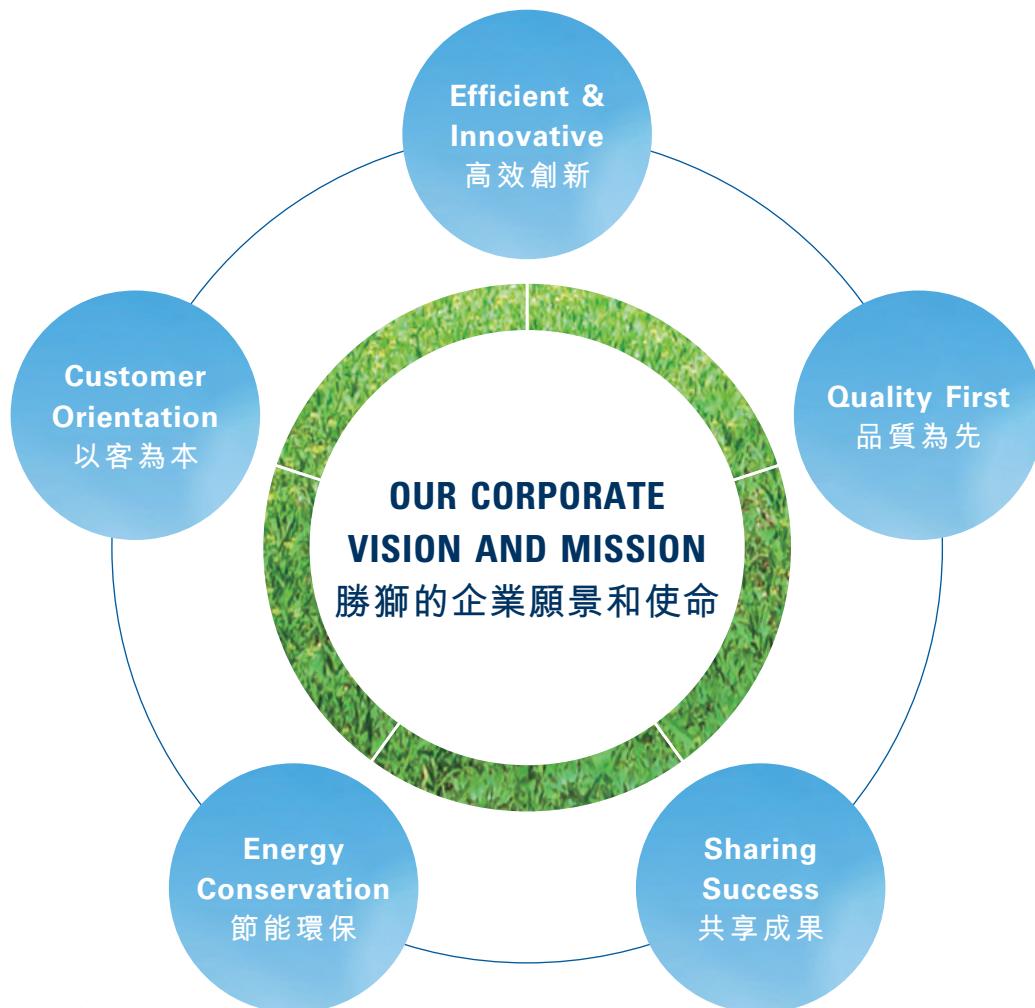 Efficient &
Innovative
高效創新
Customer
Orientation
以客為本
Quality First
品質為先
OUR CORPORATE
VISION AND MISSION
勝獅的企業願景和使命
Energy
Conservation
節能環保
Sharing
Success
共享成果